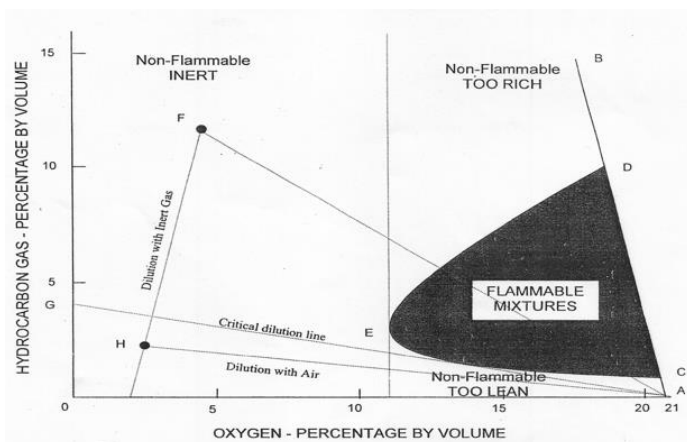 15
Non-Flammable
INERT
Non-Flammable
TOO RICH
B
F
10
D
HYDROCARBON GAS - PERCENTAGE BY VOLUME
Dilution with Inert Gas
5
G
FLAMMABLE
MIXTURES
Critical dilution line
E
H
Dilution with Air
Non-Flammable
TOO LEAN
C
A
0
5
10
15
20
21
OXYGEN - PERCENTAGE BY VOLUME